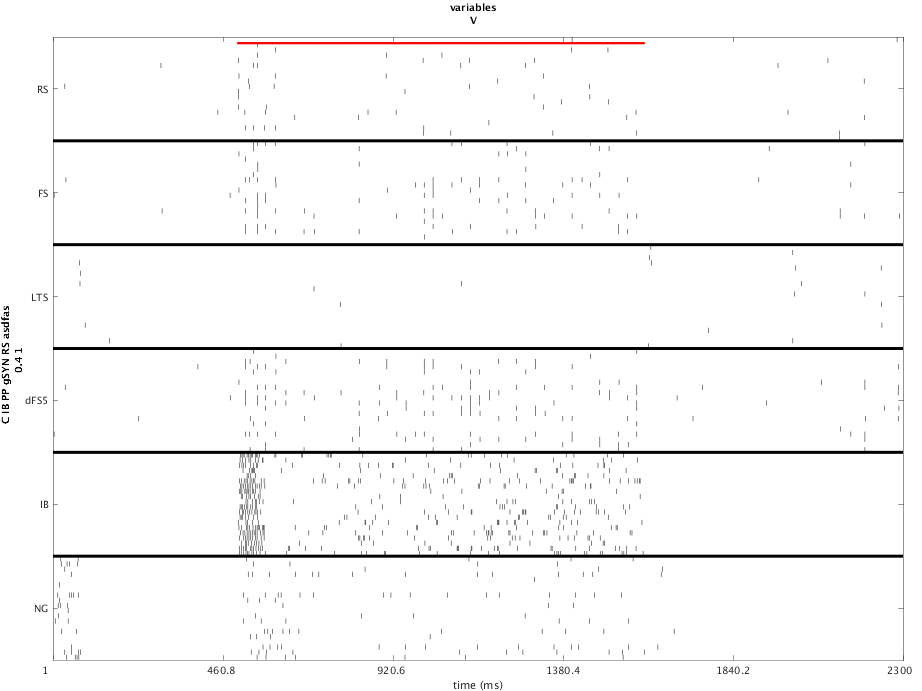 variables
V
RS
FS
LTS
dFS5
IB
NG
C IB PP gSYN RS asdfas
0.4 1
1
460.8
920.6
1380.4
1840.2
2300
time (ms)